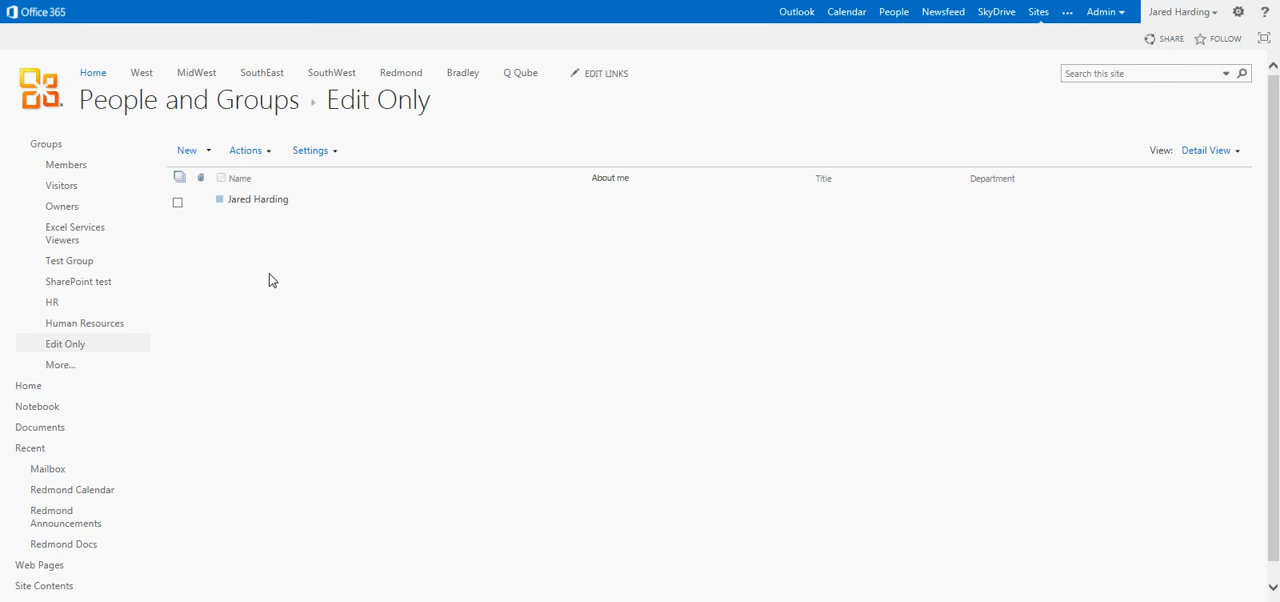 Office 365
Outlook Calendar People Newsfeed SkyDrive Sites ••• Admin Jared Harding ?
SHARE FOLLOW
Home West MidWest SouthEast SouthWest Redmond Bradley Q Qube EDIT LINKS
Search this site
People and Groups ▸ Edit Only
Groups
Members
Visitors
Owners
Excel Services
Viewers
Test Group
SharePoint test
HR
Human Resources
Edit Only
More...
Home
Notebook
Documents
Recent
Mailbox
Redmond Calendar
Redmond
Announcements
Redmond Docs
Site Contents
Web Pages
New Actions Settings View: Detail View
Name About me Title Department
Jared Harding